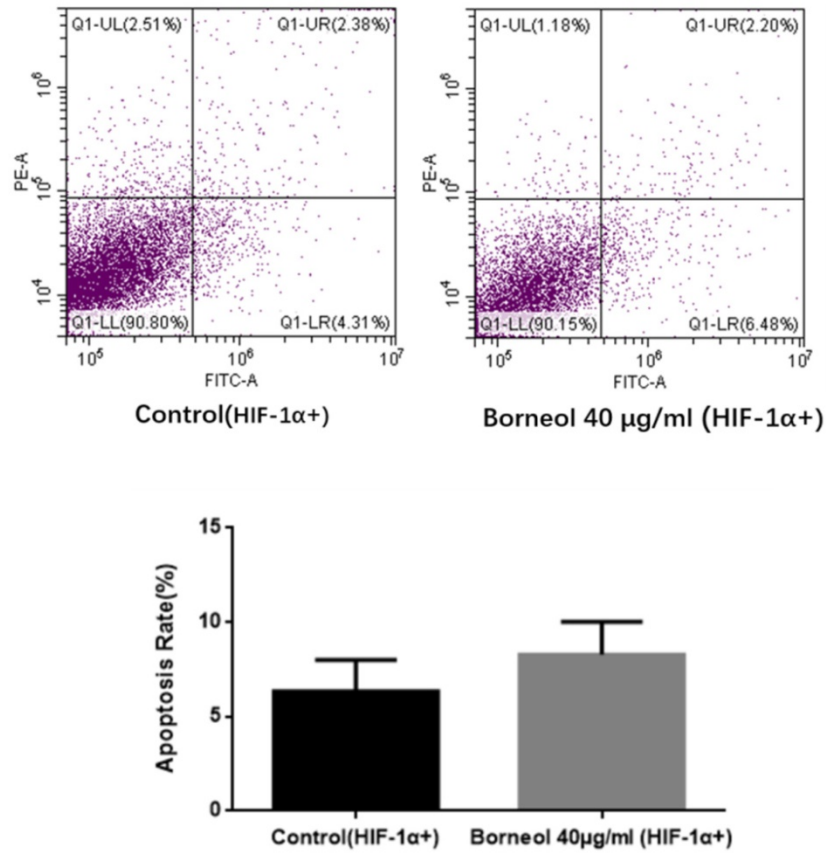 Q1-UL(2.51%) Q1-UR(2.38%)
10^6
PE-A
10^5
10^4
Q1-LL(90.80%) Q1-LR(4.31%)
10^5 10^6 10^7
FITC-A
Control(HIF-1α+)
Q1-UL(1.18%) Q1-UR(2.20%)
10^6
PE-A
10^5
10^4
Q1-LL(90.15%) Q1-LR(6.48%)
10^5 10^6 10^7
FITC-A
Borneol 40 μg/ml (HIF-1α+)
15
10
5
0
Apoptosis Rate(%)
Control(HIF-1α+) Borneol 40μg/ml (HIF-1α+)